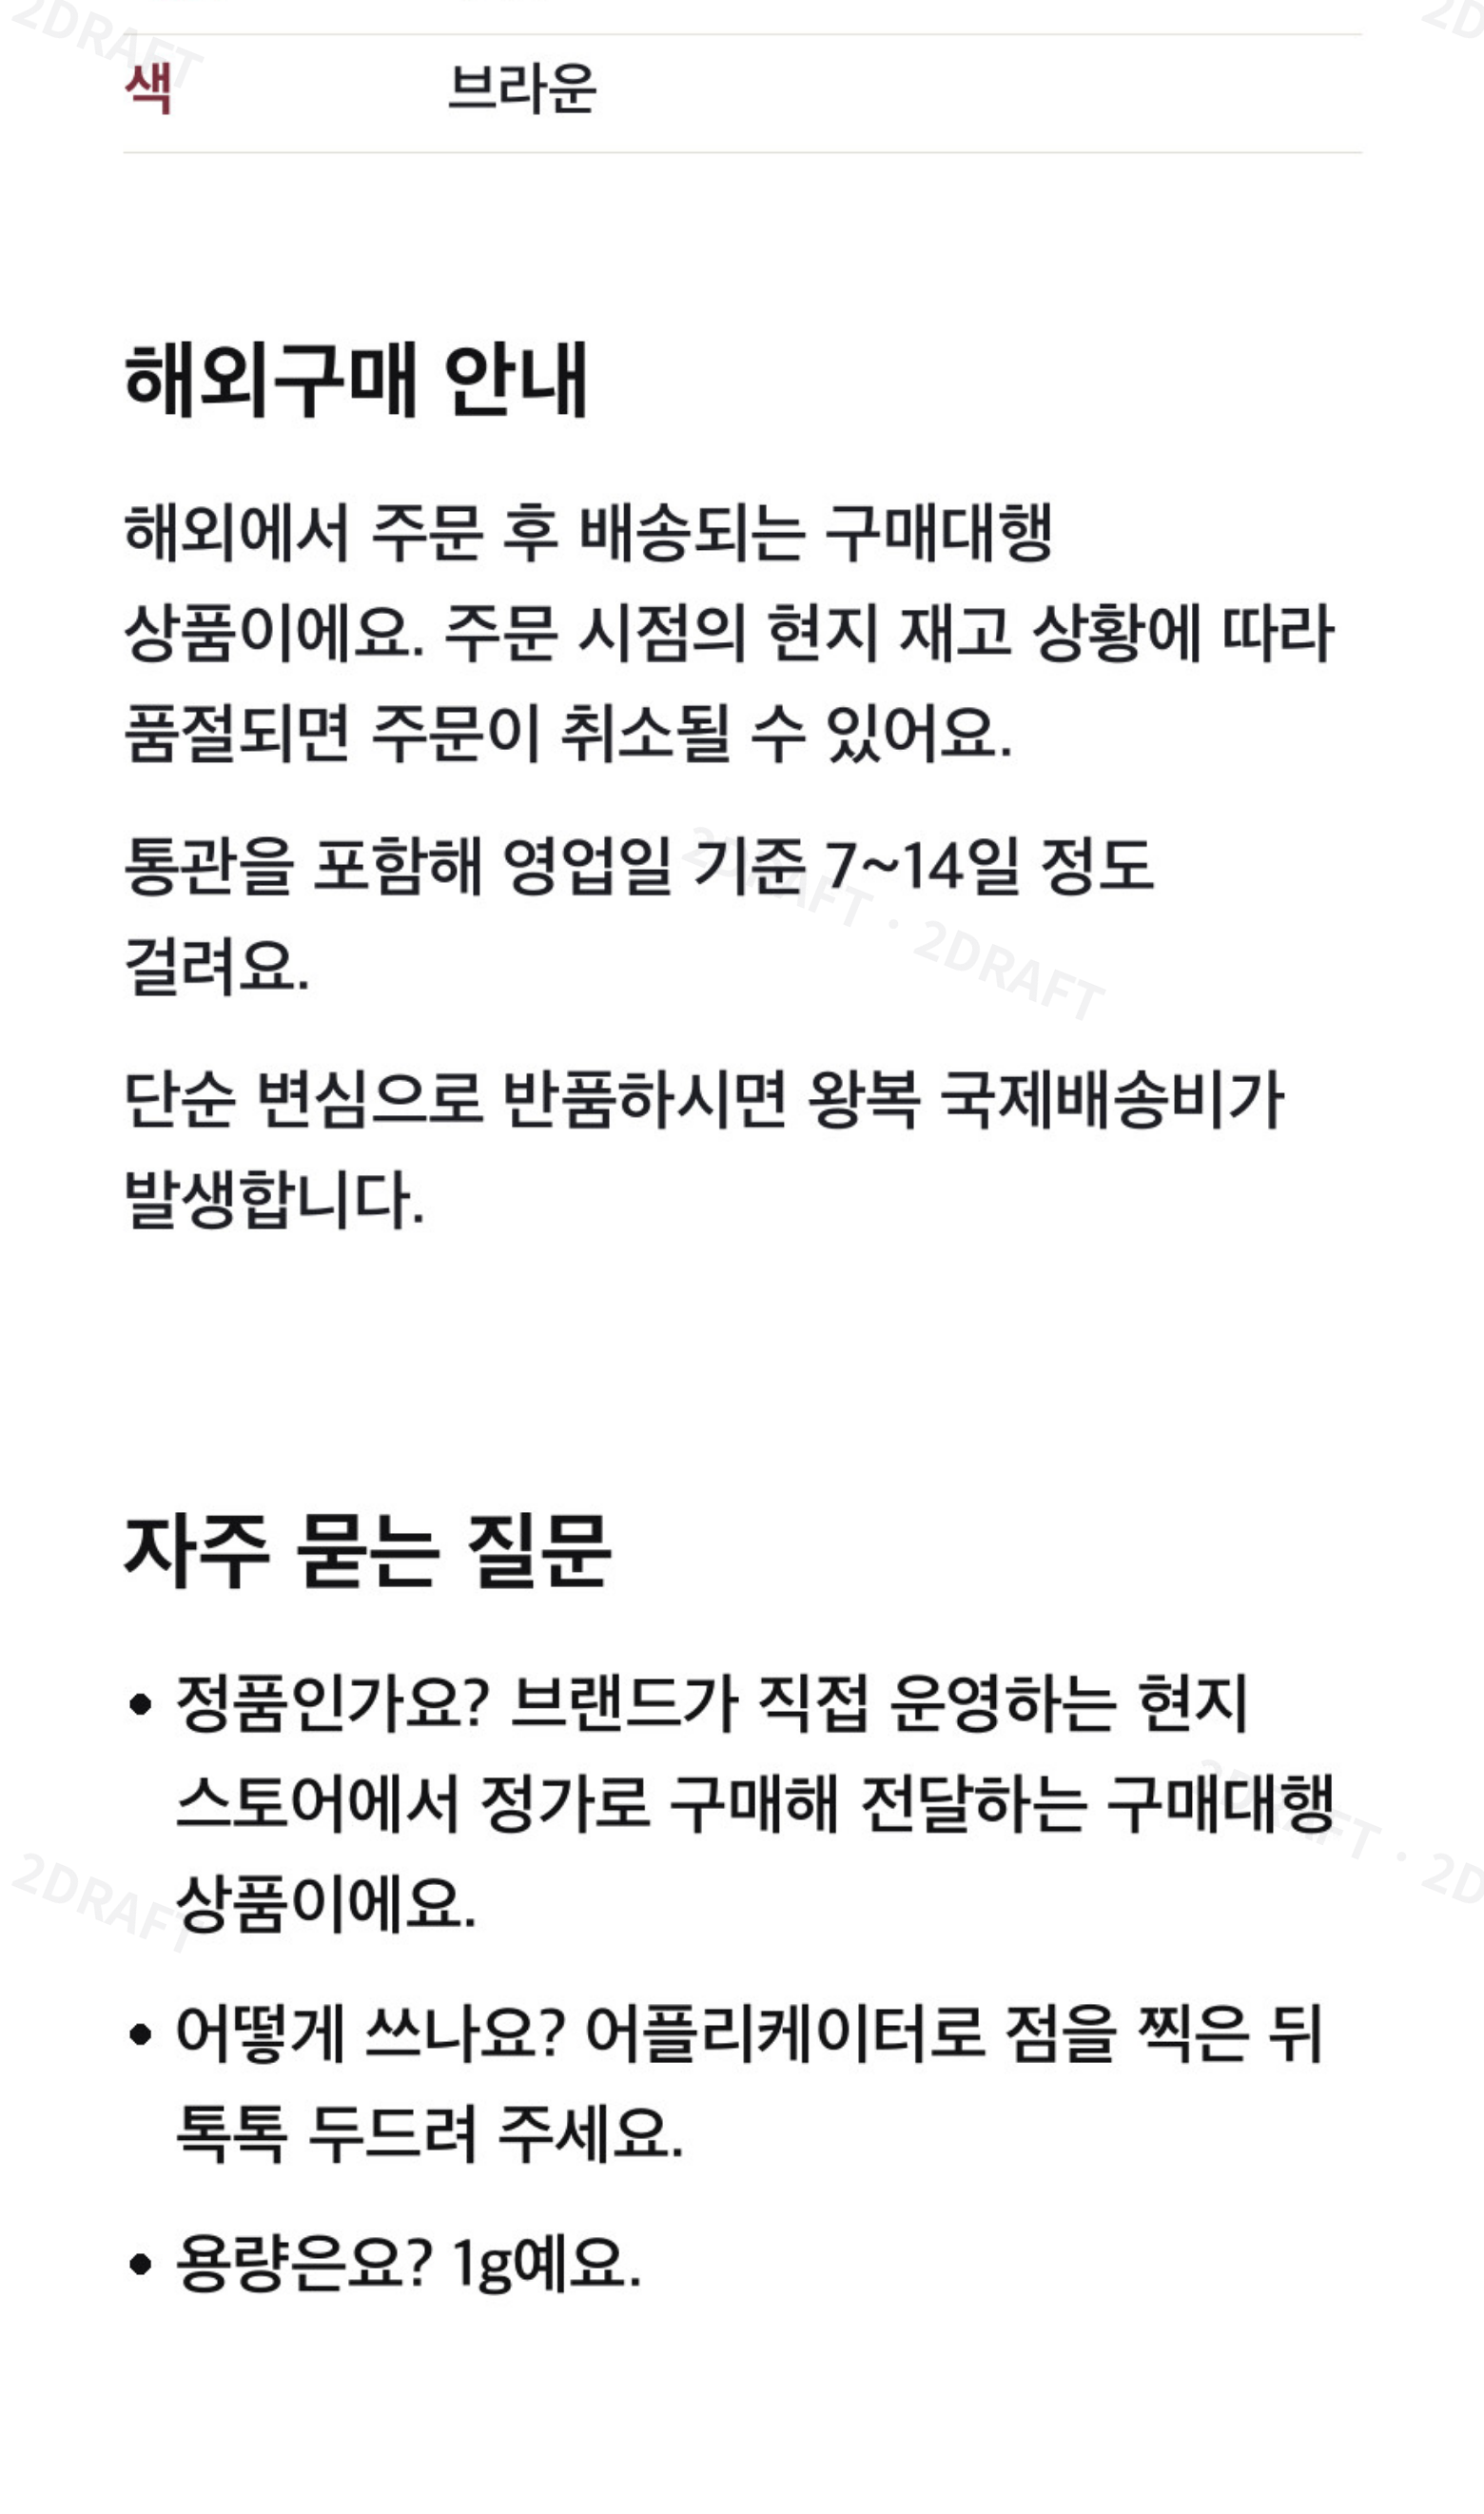 2DRAFT
2D
색 브라운
해외구매 안내
해외에서 주문 후 배송되는 구매대행
상품이에요. 주문 시점의 현지 재고 상황에 따라
품절되면 주문이 취소될 수 있어요.
통관을 포함해 영업일 기준 7~14일 정도
걸려요.
2DRAFT · 2DRAFT
단순 변심으로 반품하시면 왕복 국제배송비가
발생합니다.
자주 묻는 질문
• 정품인가요? 브랜드가 직접 운영하는 현지
스토어에서 정가로 구매해 전달하는 구매대행
상품이에요.
2DRAFT · 2D
2DRAFT
• 어떻게 쓰나요? 어플리케이터로 점을 찍은 뒤
톡톡 두드려 주세요.
• 용량은요? 1g예요.